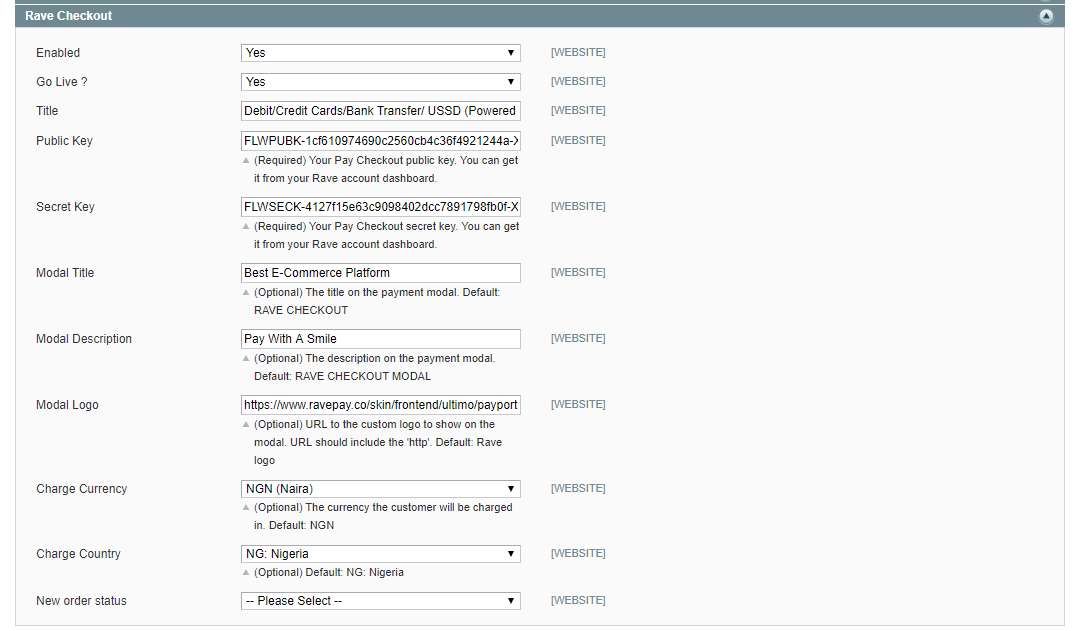 Rave Checkout
Enabled
Yes
[WEBSITE]
Go Live ?
Yes
[WEBSITE]
Title
Debit/Credit Cards/Bank Transfer/ USSD (Powered
[WEBSITE]
Public Key
FLWPUBK-1cf610974690c2560cb4c36f4921244a-X
[WEBSITE]
(Required) Your Pay Checkout public key. You can get
it from your Rave account dashboard.
Secret Key
FLWSECK-4127f15e63c9098402dcc7891798fb0f-X
[WEBSITE]
(Required) Your Pay Checkout secret key. You can get
it from your Rave account dashboard.
Modal Title
Best E-Commerce Platform
[WEBSITE]
(Optional) The title on the payment modal. Default:
RAVE CHECKOUT
Modal Description
Pay With A Smile
[WEBSITE]
(Optional) The description on the payment modal.
Default: RAVE CHECKOUT MODAL
Modal Logo
https://www.ravepay.co/skin/frontend/ultimo/payport
[WEBSITE]
(Optional) URL to the custom logo to show on the
modal. URL should include the 'http'. Default: Rave
logo
Charge Currency
NGN (Naira)
[WEBSITE]
(Optional) The currency the customer will be charged
in. Default: NGN
Charge Country
NG: Nigeria
[WEBSITE]
(Optional) Default: NG: Nigeria
New order status
-- Please Select --
[WEBSITE]